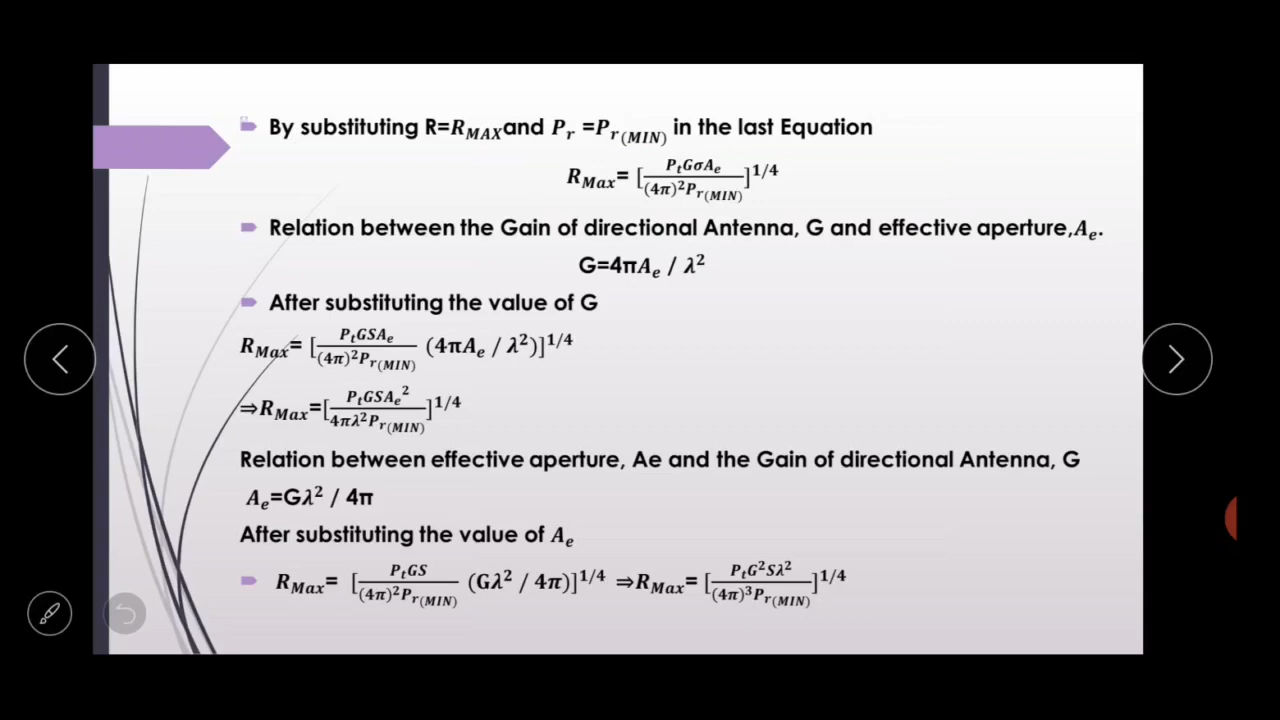 By substituting R=R_MAXand P_r =P_r(MIN) in the last Equation
R_Max= [P_tGσA_e/(4π)^2P_r(MIN)]^1/4
Relation between the Gain of directional Antenna, G and effective aperture,A_e.
G=4πA_e / λ^2
After substituting the value of G
R_Max= [P_tGSA_e/(4π)^2P_r(MIN) (4πA_e / λ^2)]^1/4
⇒R_Max=[P_tGSA_e^2/4πλ^2P_r(MIN)]^1/4
Relation between effective aperture, Ae and the Gain of directional Antenna, G
A_e=Gλ^2 / 4π
After substituting the value of A_e
R_Max= [P_tGS/(4π)^2P_r(MIN) (Gλ^2 / 4π)]^1/4 ⇒R_Max= [P_tG^2Sλ^2/(4π)^3P_r(MIN)]^1/4